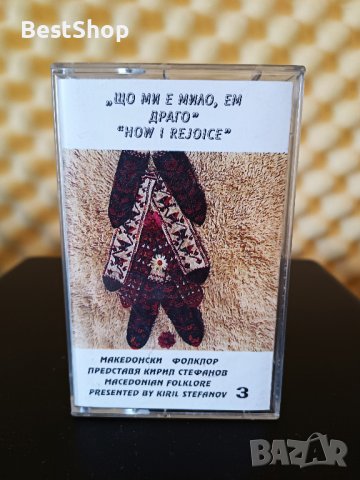 BestShop
„ЩО МИ Е МИЛО, ЕМ
ДРАГО”
“HOW I REJOICE”
МАКЕДОНСКИ ФОЛКЛОР
ПРЕДСТАВЯ КИРИЛ СТЕФАНОВ
MACEDONIAN FOLKLORE
PRESENTED BY KIRIL STEFANOV 3
BAZAR